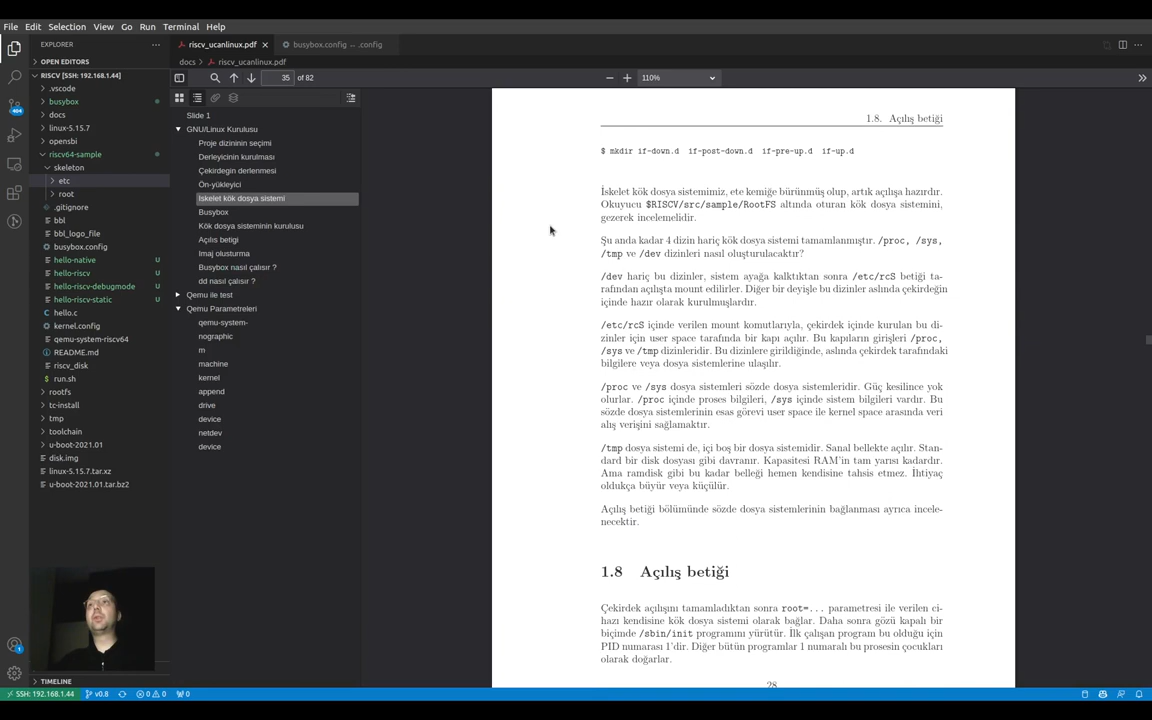 File Edit Selection View Go Run Terminal Help
EXPLORER
riscv_ucanlinux.pdf
busybox.config -- .config
OPEN EDITORS
docs > riscv_ucanlinux.pdf
RISCV [SSH: 192.168.1.44]
35 of 82
110%
.vscode
busybox
docs
linux-5.15.7
opensbi
riscv64-sample
skeleton
etc
root
.gitignore
bbl
bbl_logo_file
busybox.config
hello-native U
hello-riscv U
hello-riscv-debugmode U
hello-riscv-static U
hello.c
kernel.config
qemu-system-riscv64
README.md
riscv_disk
run.sh
rootfs
tc-install
tmp
toolchain
u-boot-2021.01
disk.img
linux-5.15.7.tar.xz
u-boot-2021.01.tar.bz2
TIMELINE
404
1
Slide 1
GNU/Linux Kurulusu
Proje dizininin seçimi
Derleyicinin kurulması
Çekirdegin derlenmesi
Ön-yükleyici
Iskelet kök dosya sistemi
Busybox
Kök dosya sisteminin kurulusu
Açılıs betigi
Imaj olusturma
Busybox nasıl çalısır ?
dd nasıl çalısır ?
Qemu ile test
Qemu Parametreleri
qemu-system-
nographic
m
machine
kernel
append
drive
device
netdev
device
1.8. Açılış betiği
$ mkdir if-down.d if-post-down.d if-pre-up.d if-up.d
İskelet kök dosya sistemimiz, ete kemiğe bürünmüş olup, artık açılışa hazırdır.
Okuyucu $RISCV/src/sample/RootFS altında oturan kök dosya sistemini,
gezerek incelemelidir.
Şu anda kadar 4 dizin hariç kök dosya sistemi tamamlanmıştır. /proc, /sys,
/tmp ve /dev dizinleri nasıl oluşturulacaktır?
/dev hariç bu dizinler, sistem ayağa kalktıktan sonra /etc/rcS betiği ta-
rafından açılışta mount edilirler. Diğer bir deyişle bu dizinler aslında çekirdeğin
içinde hazır olarak kurulmuşlardır.
/etc/rcS içinde verilen mount komutlarıyla, çekirdek içinde kurulan bu di-
zinler için user space tarafında bir kapı açılır. Bu kapıların girişleri /proc,
/sys ve /tmp dizinleridir. Bu dizinlere girildiğinde, aslında çekirdek tarafındaki
bilgilere veya dosya sistemlerine ulaşılır.
/proc ve /sys dosya sistemleri sözde dosya sistemleridir. Güç kesilince yok
olurlar. /proc içinde proses bilgileri, /sys içinde sistem bilgileri vardır. Bu
sözde dosya sistemlerinin esas görevi user space ile kernel space arasında veri
alış verişini sağlamaktır.
/tmp dosya sistemi de, içi boş bir dosya sistemidir. Sanal bellekte açılır. Stan-
dard bir disk dosyası gibi davranır. Kapasitesi RAM'in tam yarısı kadardır.
Ama ramdisk gibi bu kadar belleği hemen kendisine tahsis etmez. İhtiyaç
oldukça büyür veya küçülür.
Açılış betiği bölümünde sözde dosya sistemlerinin bağlanması ayrıca incele-
necektir.
1.8 Açılış betiği
Çekirdek açılışını tamamladıktan sonra root=... parametresi ile verilen ci-
hazı kendisine kök dosya sistemi olarak bağlar. Daha sonra gözü kapalı bir
biçimde /sbin/init programını yürütür. İlk çalışan program bu olduğu için
PID numarası 1'dir. Diğer bütün programlar 1 numaralı bu prosesin çocukları
olarak doğarlar.
28
SSH: 192.168.1.44
v0.8
0 0
0